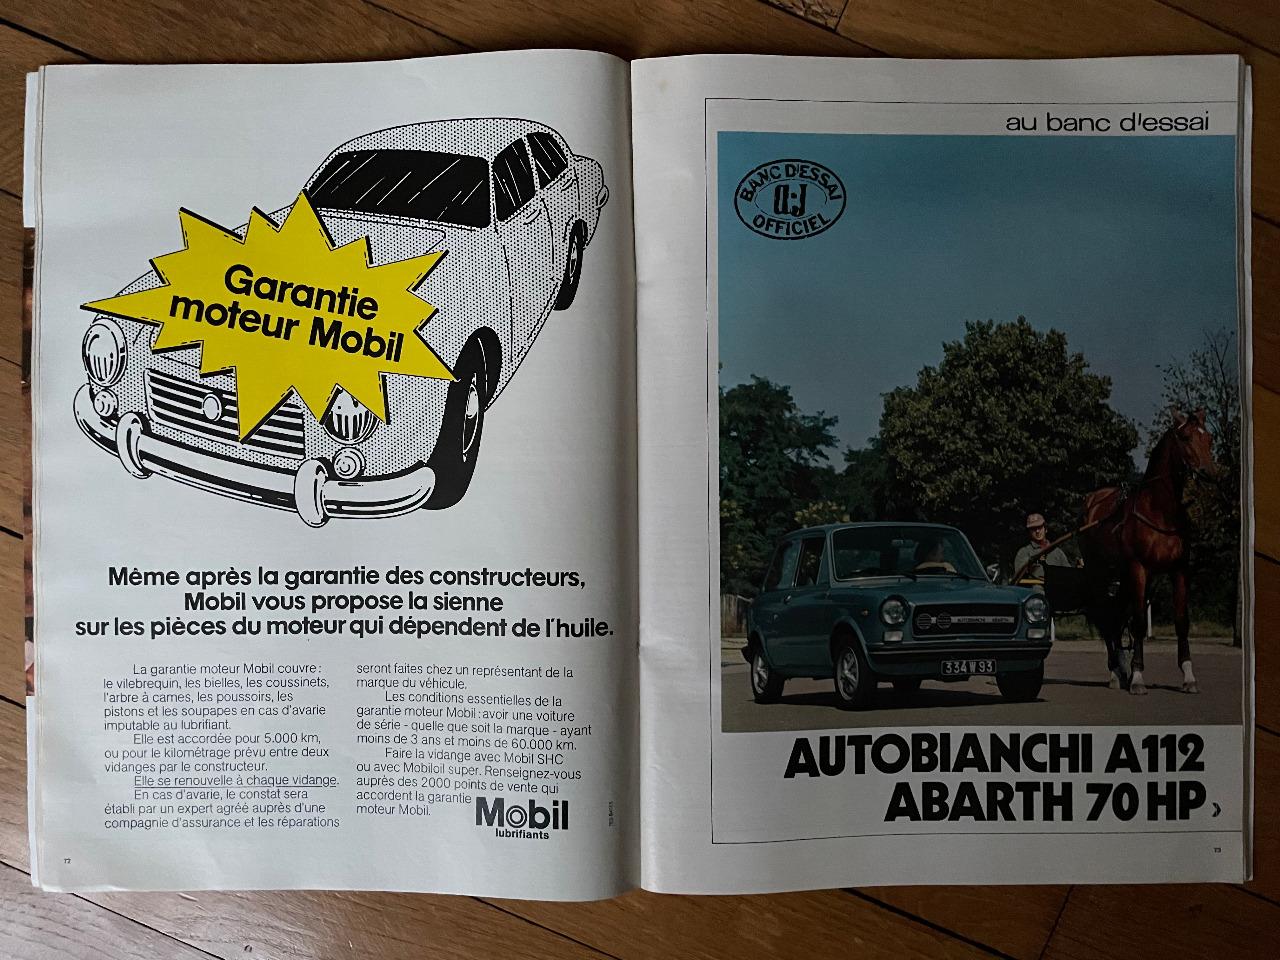 Garantie
moteur Mobil
Même après la garantie des constructeurs,
Mobil vous propose la sienne
sur les pièces du moteur qui dépendent de l'huile.
La garantie moteur Mobil couvre :
le vilebrequin, les bielles, les coussinets,
l'arbre à cames, les poussoirs, les
pistons et les soupapes en cas d'avarie
imputable au lubrifiant.
Elle est accordée pour 5.000 km,
ou pour le kilométrage prévu entre deux
vidanges par le constructeur.
Elle se renouvelle à chaque vidange.
En cas d'avarie, le constat sera
établi par un expert agréé auprès d'une
compagnie d'assurance et les réparations
seront faites chez un représentant de la
marque du véhicule.
Les conditions essentielles de la
garantie moteur Mobil : avoir une voiture
de série - quelle que soit la marque - ayant
moins de 3 ans et moins de 60.000 km.
Faire la vidange avec Mobil SHC
ou avec Mobiloil super. Renseignez-vous
auprès des 2000 points de vente qui
accordent la garantie
moteur Mobil.
Mobil
lubrifiants
72
au banc d'essai
BANC D'ESSAI
OFFICIEL
AUTOBIANCHI ABARTH
334 W 93
AUTOBIANCHI A112
ABARTH 70 HP
73